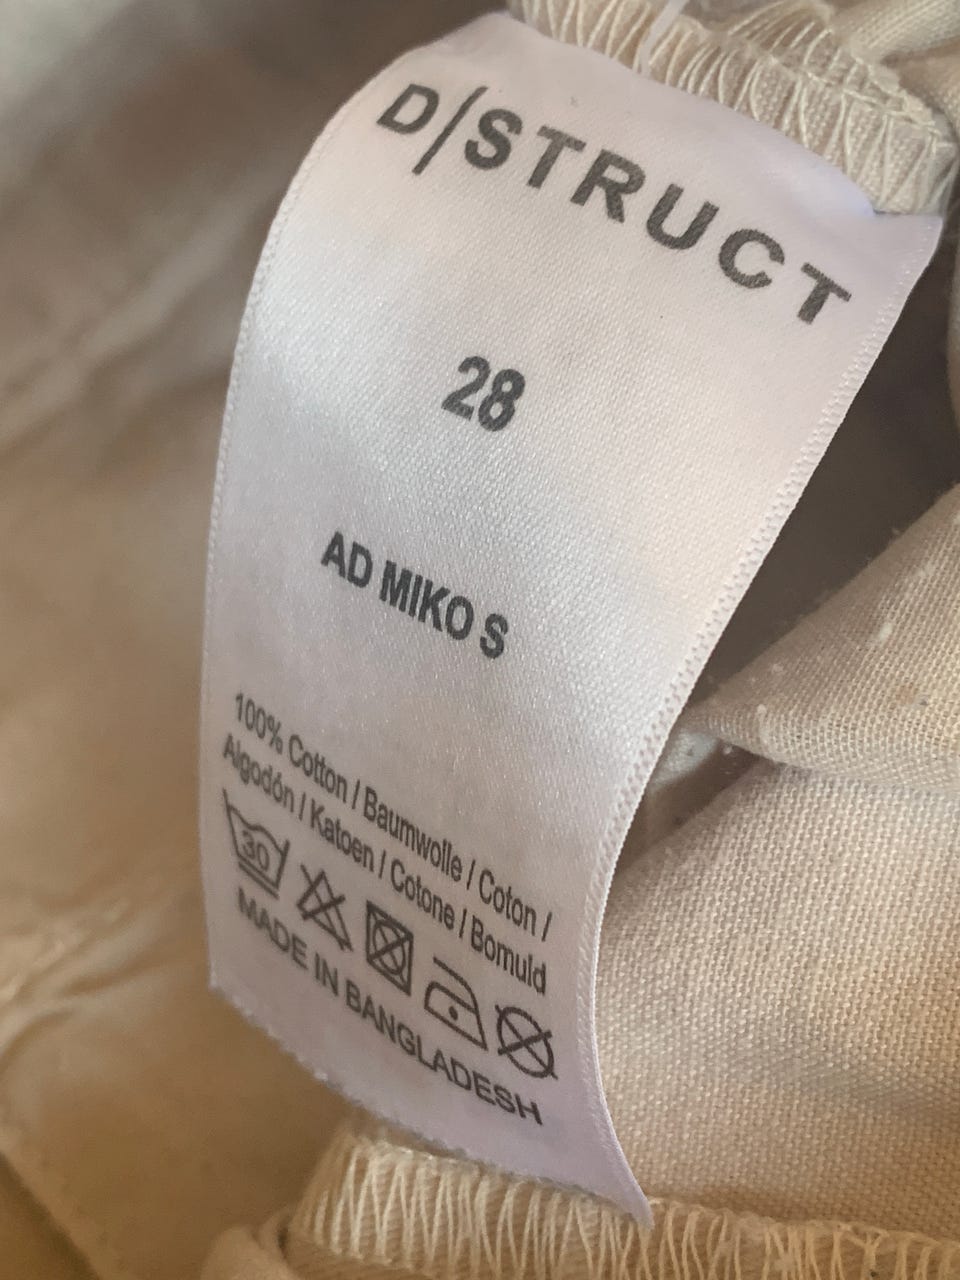 D/STRUCT
28
AD MIKO S
100% Cotton / Baumwolle / Coton /
Algodón / Katoen / Cotone / Bomuld
30
MADE IN BANGLADESH